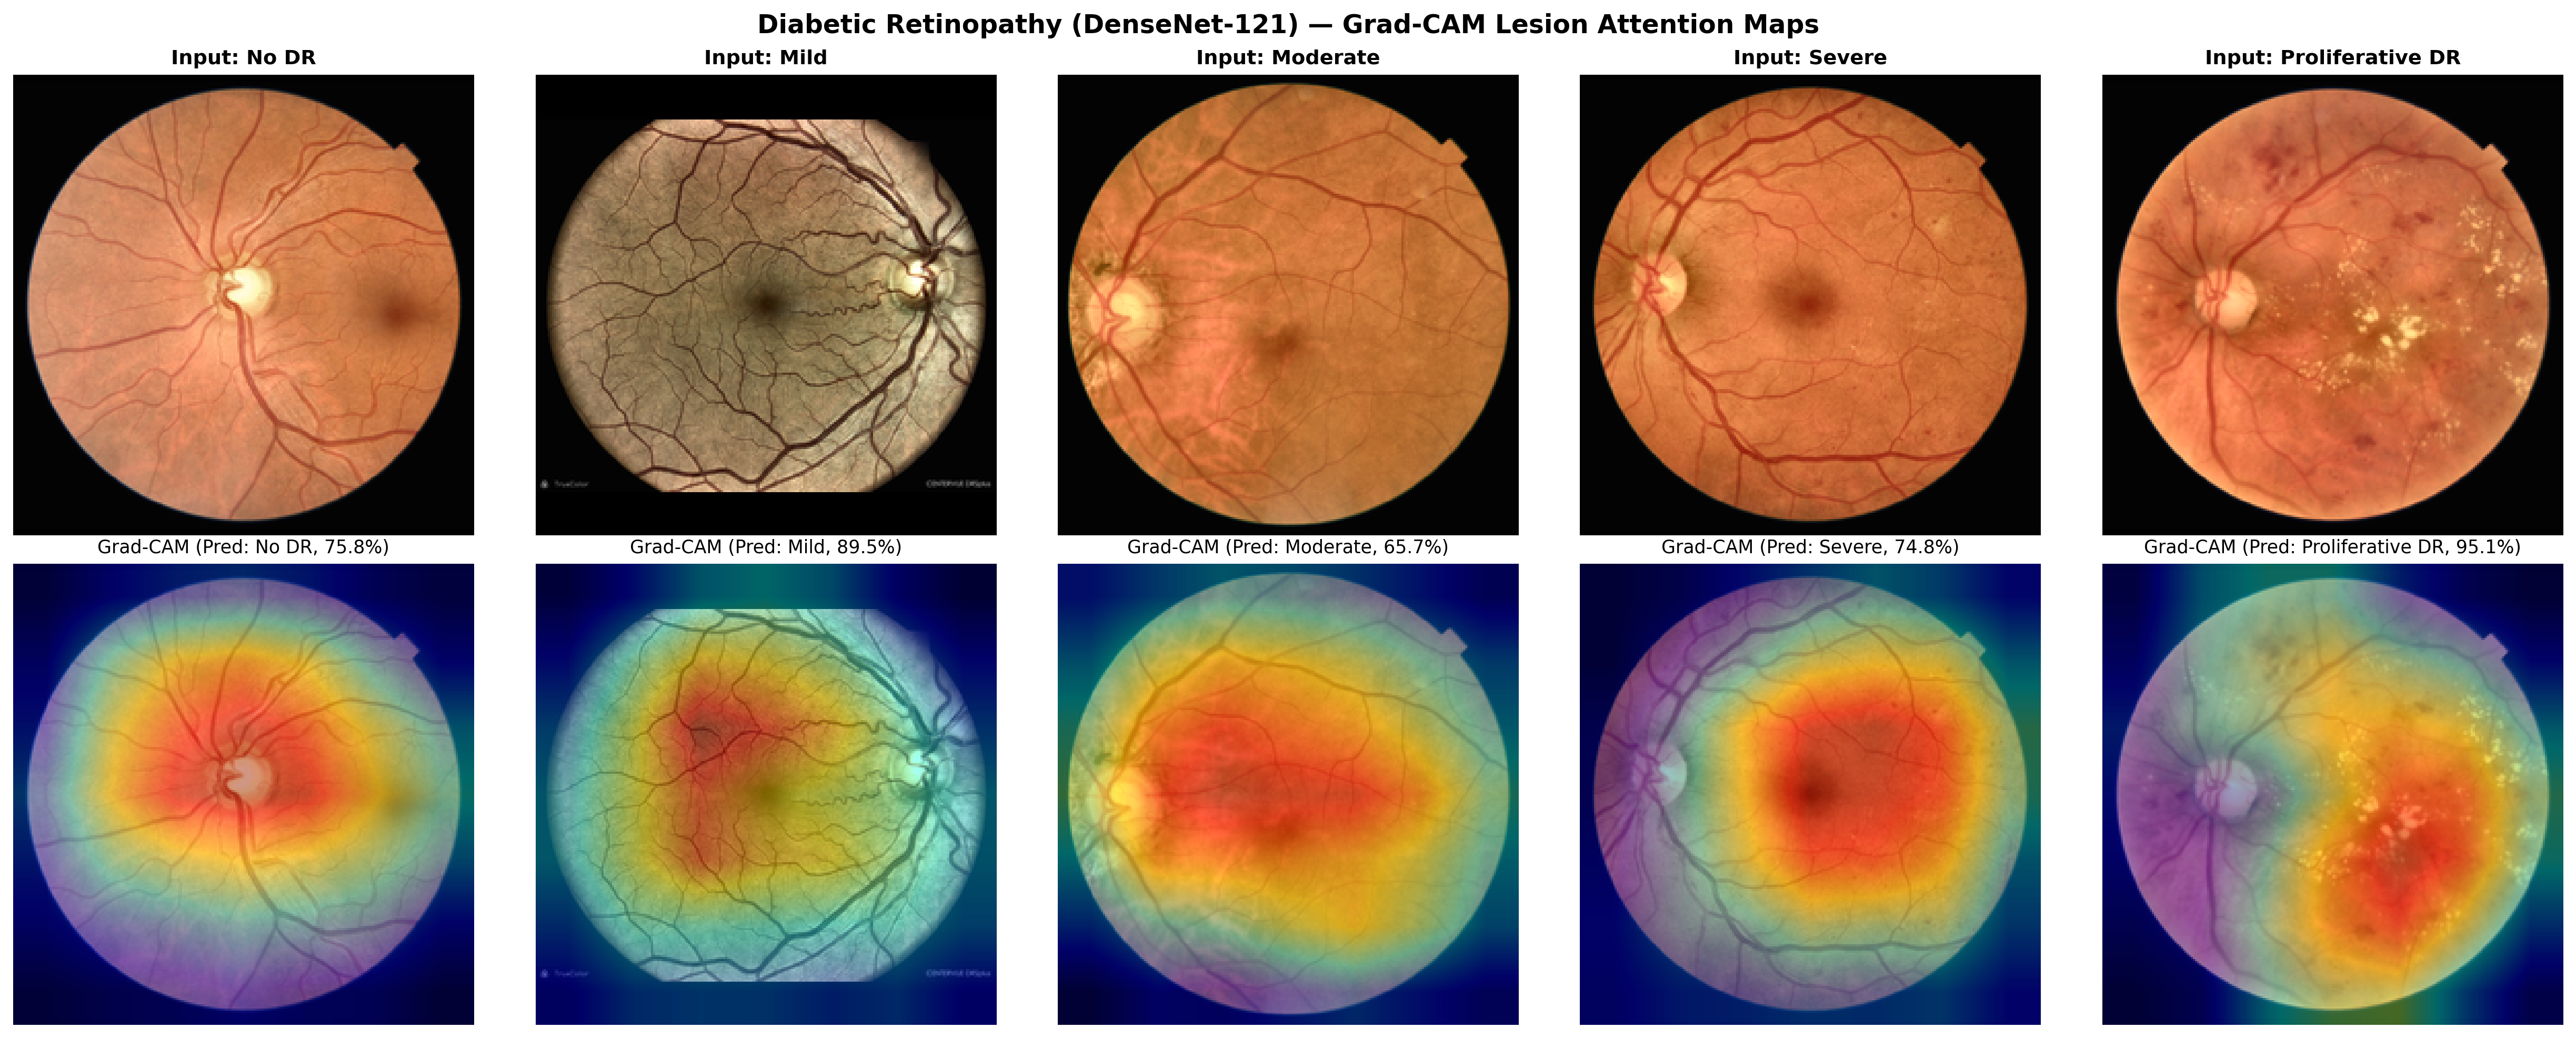 Diabetic Retinopathy (DenseNet-121) — Grad-CAM Lesion Attention Maps
Input: No DR
Input: Mild
Input: Moderate
Input: Severe
Input: Proliferative DR
TrueColor
Grad-CAM (Pred: No DR, 75.8%)
Grad-CAM (Pred: Mild, 89.5%)
Grad-CAM (Pred: Moderate, 65.7%)
Grad-CAM (Pred: Severe, 74.8%)
Grad-CAM (Pred: Proliferative DR, 95.1%)
TrueColor